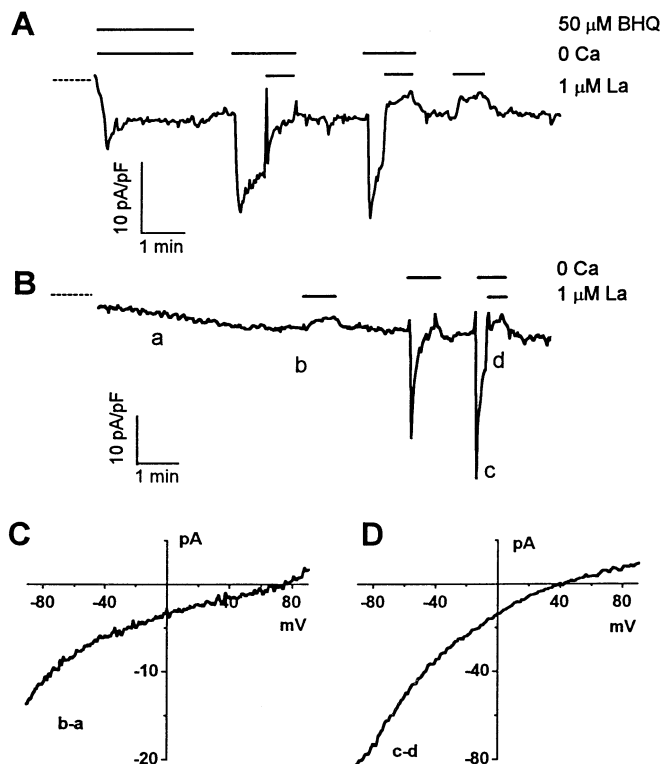 A
50 µM BHQ
0 Ca
1 µM La
10 pA/pF
1 min
B
0 Ca
1 µM La
a
b
c
d
10 pA/pF
1 min
C
pA
-80 -40 40 80
mV
-10
-20
b-a
D
pA
-80 -40 40 80
mV
-40
-80
c-d